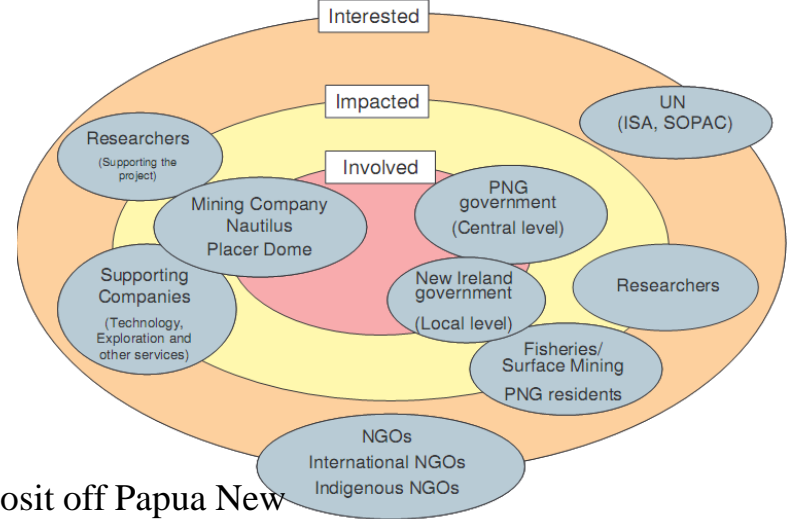 Interested
Impacted
Involved
UN
(ISA, SOPAC)
Researchers
(Supporting the
project)
Mining Company
Nautilus
Placer Dome
PNG
government
(Central level)
Supporting
Companies
(Technology,
Exploration and
other services)
New Ireland
government
(Local level)
Researchers
Fisheries/
Surface Mining
PNG residents
NGOs
International NGOs
Indigenous NGOs
osit off Papua New